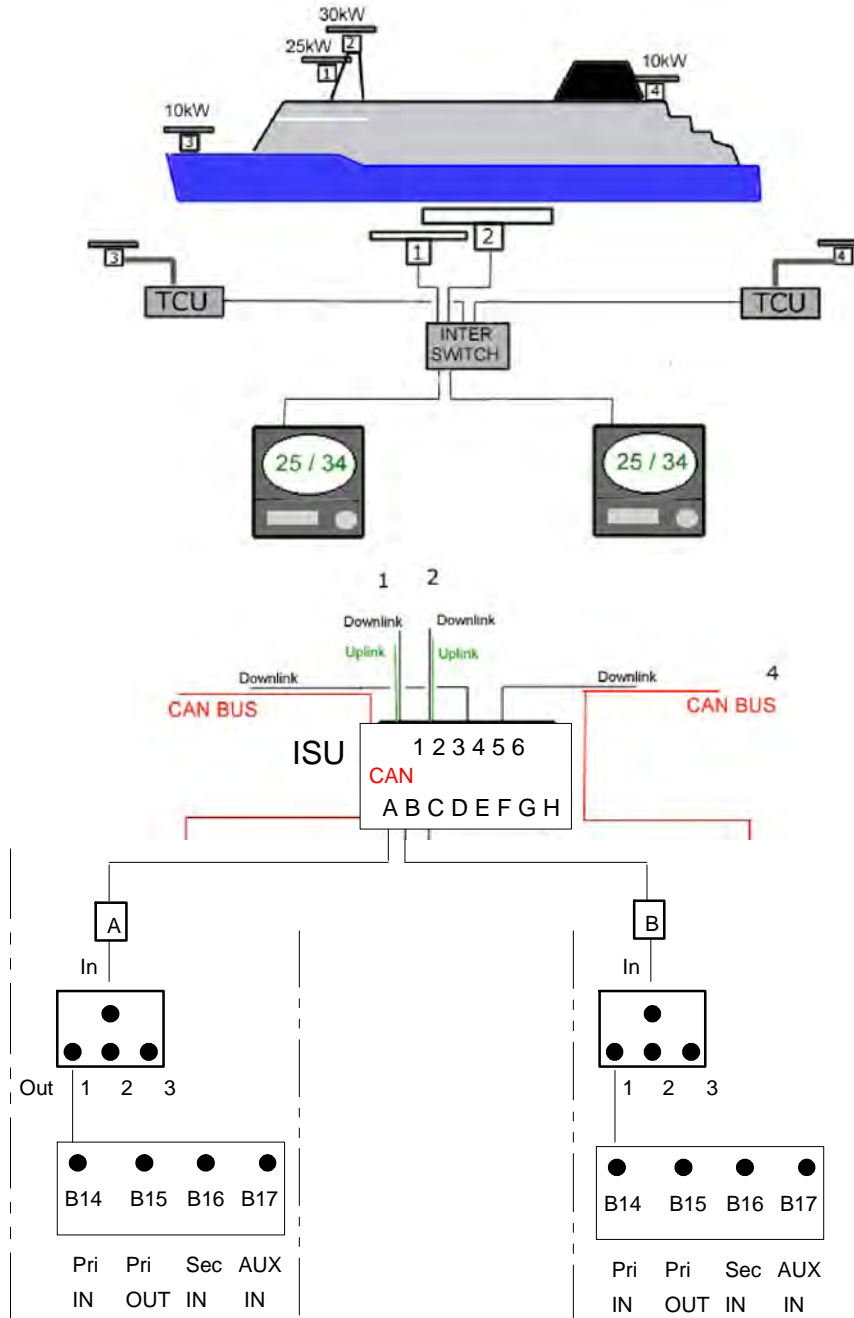 30kW
2
25kW
1
10kW
4
10kW
3
2
1
3
4
TCU
TCU
INTER
SWITCH
25 / 34
25 / 34
1 2
Downlink Downlink
Uplink Uplink
Downlink Downlink 4
CAN BUS CAN BUS
ISU 1 2 3 4 5 6
CAN
A B C D E F G H
A B
In In
Out 1 2 3 1 2 3
B14 B15 B16 B17 B14 B15 B16 B17
Pri Pri Sec AUX Pri Pri Sec AUX
IN OUT IN IN IN OUT IN IN